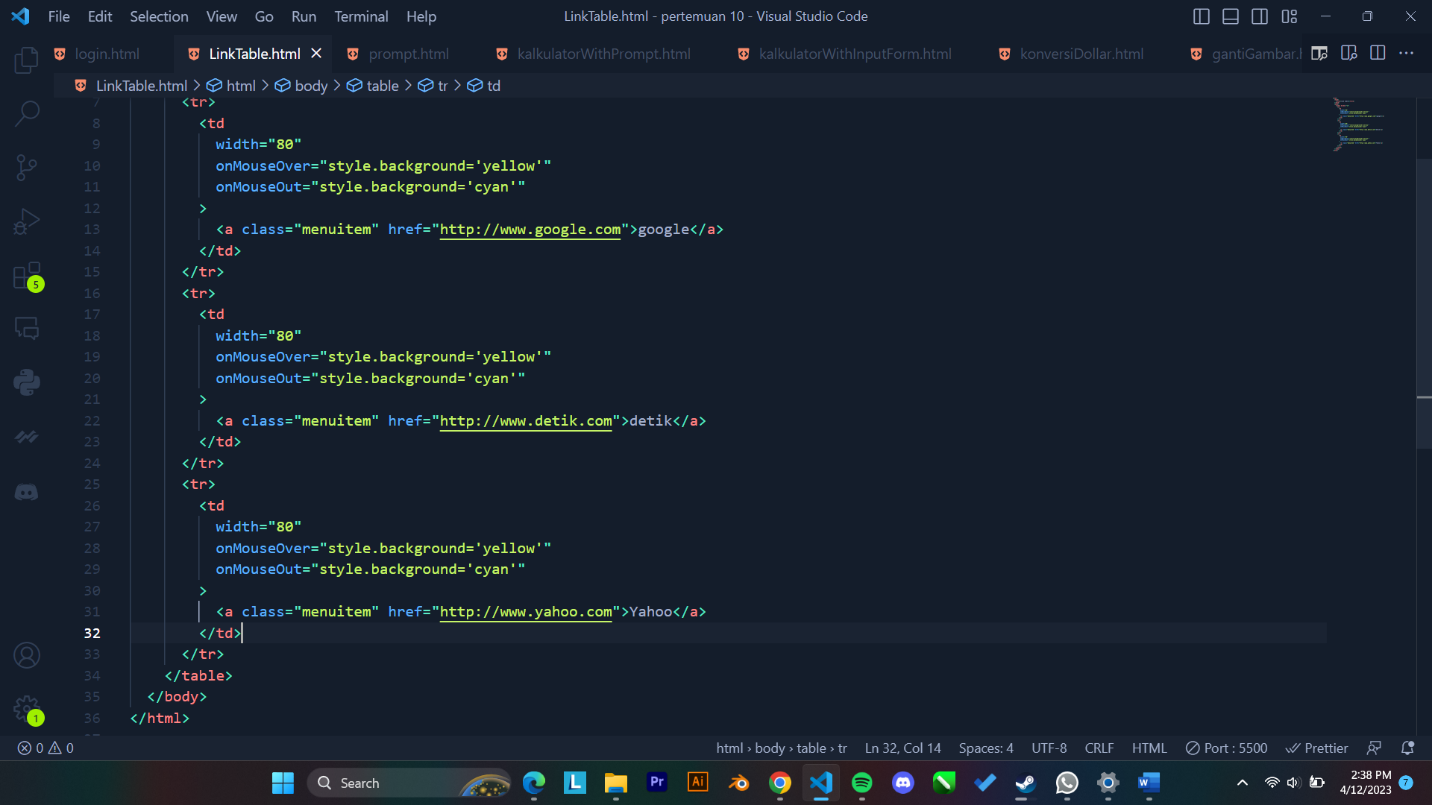 File Edit Selection View Go Run Terminal Help LinkTable.html - pertemuan 10 - Visual Studio Code
login.html LinkTable.html prompt.html kalkulatorWithPrompt.html kalkulatorWithInputForm.html konversiDollar.html gantiGambar.h
LinkTable.html > html > body > table > tr > td
7 <tr>
8 <td
9 width="80"
10 onMouseOver="style.background='yellow'"
11 onMouseOut="style.background='cyan'"
12 >
13 <a class="menuitem" href="http://www.google.com">google</a>
14 </td>
15 </tr>
16 <tr>
17 <td
18 width="80"
19 onMouseOver="style.background='yellow'"
20 onMouseOut="style.background='cyan'"
21 >
22 <a class="menuitem" href="http://www.detik.com">detik</a>
23 </td>
24 </tr>
25 <tr>
26 <td
27 width="80"
28 onMouseOver="style.background='yellow'"
29 onMouseOut="style.background='cyan'"
30 >
31 <a class="menuitem" href="http://www.yahoo.com">Yahoo</a>
32 </td>
33 </tr>
34 </table>
35 </body>
36 </html>
5
1
0 0 html › body › table › tr Ln 32, Col 14 Spaces: 4 UTF-8 CRLF HTML Port : 5500 Prettier
Search L Pr Ai W 2:38 PM 7
4/12/2023